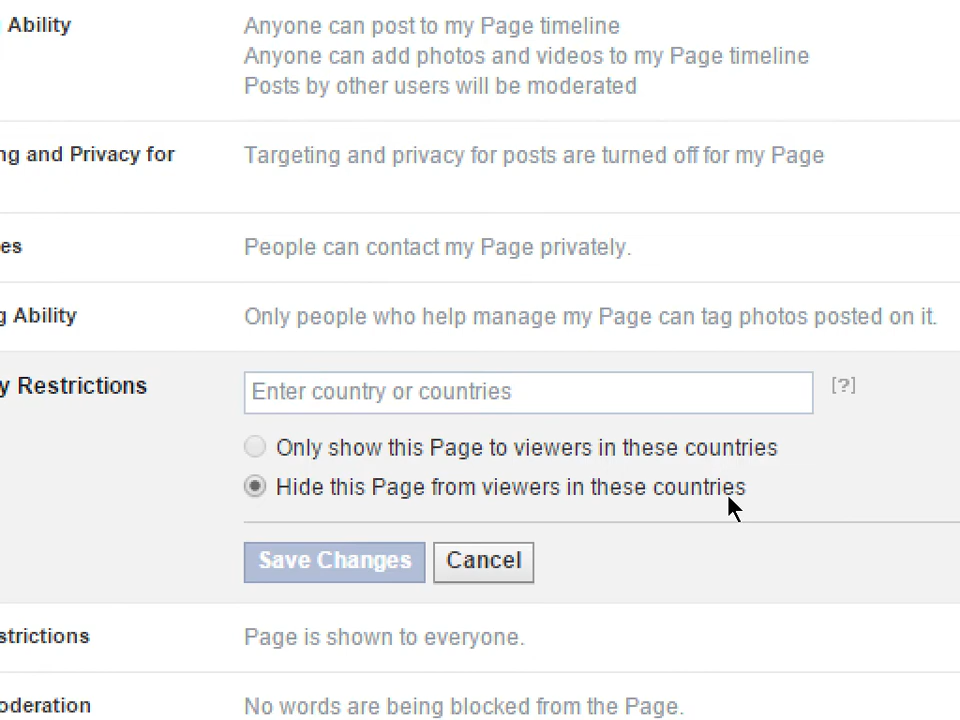 Ability
Anyone can post to my Page timeline
Anyone can add photos and videos to my Page timeline
Posts by other users will be moderated
ng and Privacy for
Targeting and privacy for posts are turned off for my Page
es
People can contact my Page privately.
g Ability
Only people who help manage my Page can tag photos posted on it.
y Restrictions
Enter country or countries
[?]
Only show this Page to viewers in these countries
Hide this Page from viewers in these countries
Save Changes
Cancel
strictions
Page is shown to everyone.
oderation
No words are being blocked from the Page.